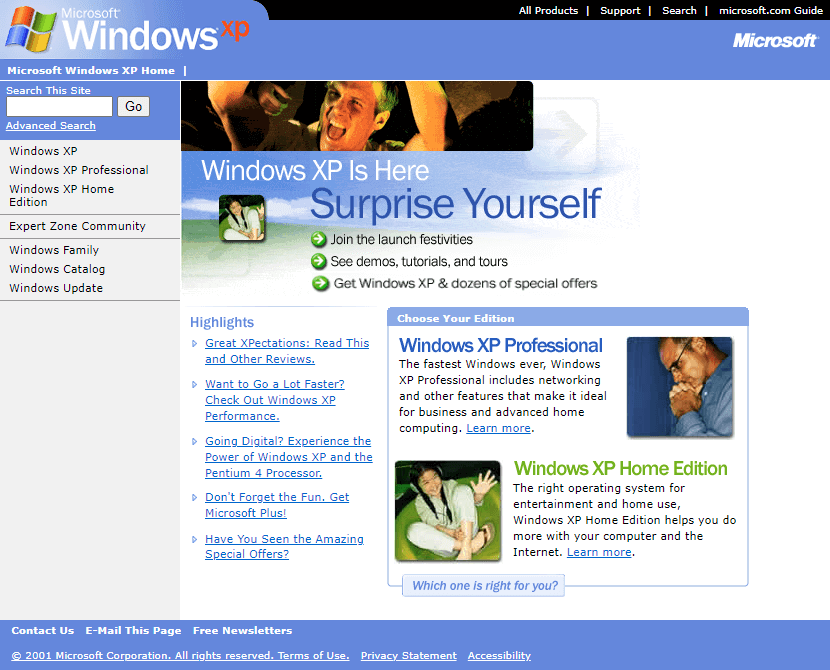 All Products | Support | Search | microsoft.com Guide
Microsoft
Windows xp
Microsoft
Microsoft Windows XP Home |
Search This Site
Go
Advanced Search
Windows XP
Windows XP Professional
Windows XP Home
Edition
Expert Zone Community
Windows Family
Windows Catalog
Windows Update
Windows XP Is Here
Surprise Yourself
Join the launch festivities
See demos, tutorials, and tours
Get Windows XP & dozens of special offers
Highlights
Great XPectations: Read This
and Other Reviews.
Want to Go a Lot Faster?
Check Out Windows XP
Performance.
Going Digital? Experience the
Power of Windows XP and the
Pentium 4 Processor.
Don't Forget the Fun. Get
Microsoft Plus!
Have You Seen the Amazing
Special Offers?
Choose Your Edition
Windows XP Professional
The fastest Windows ever, Windows
XP Professional includes networking
and other features that make it ideal
for business and advanced home
computing. Learn more.
Windows XP Home Edition
The right operating system for
entertainment and home use,
Windows XP Home Edition helps you do
more with your computer and the
Internet. Learn more.
Which one is right for you?
Contact Us E-Mail This Page Free Newsletters
© 2001 Microsoft Corporation. All rights reserved. Terms of Use. Privacy Statement Accessibility